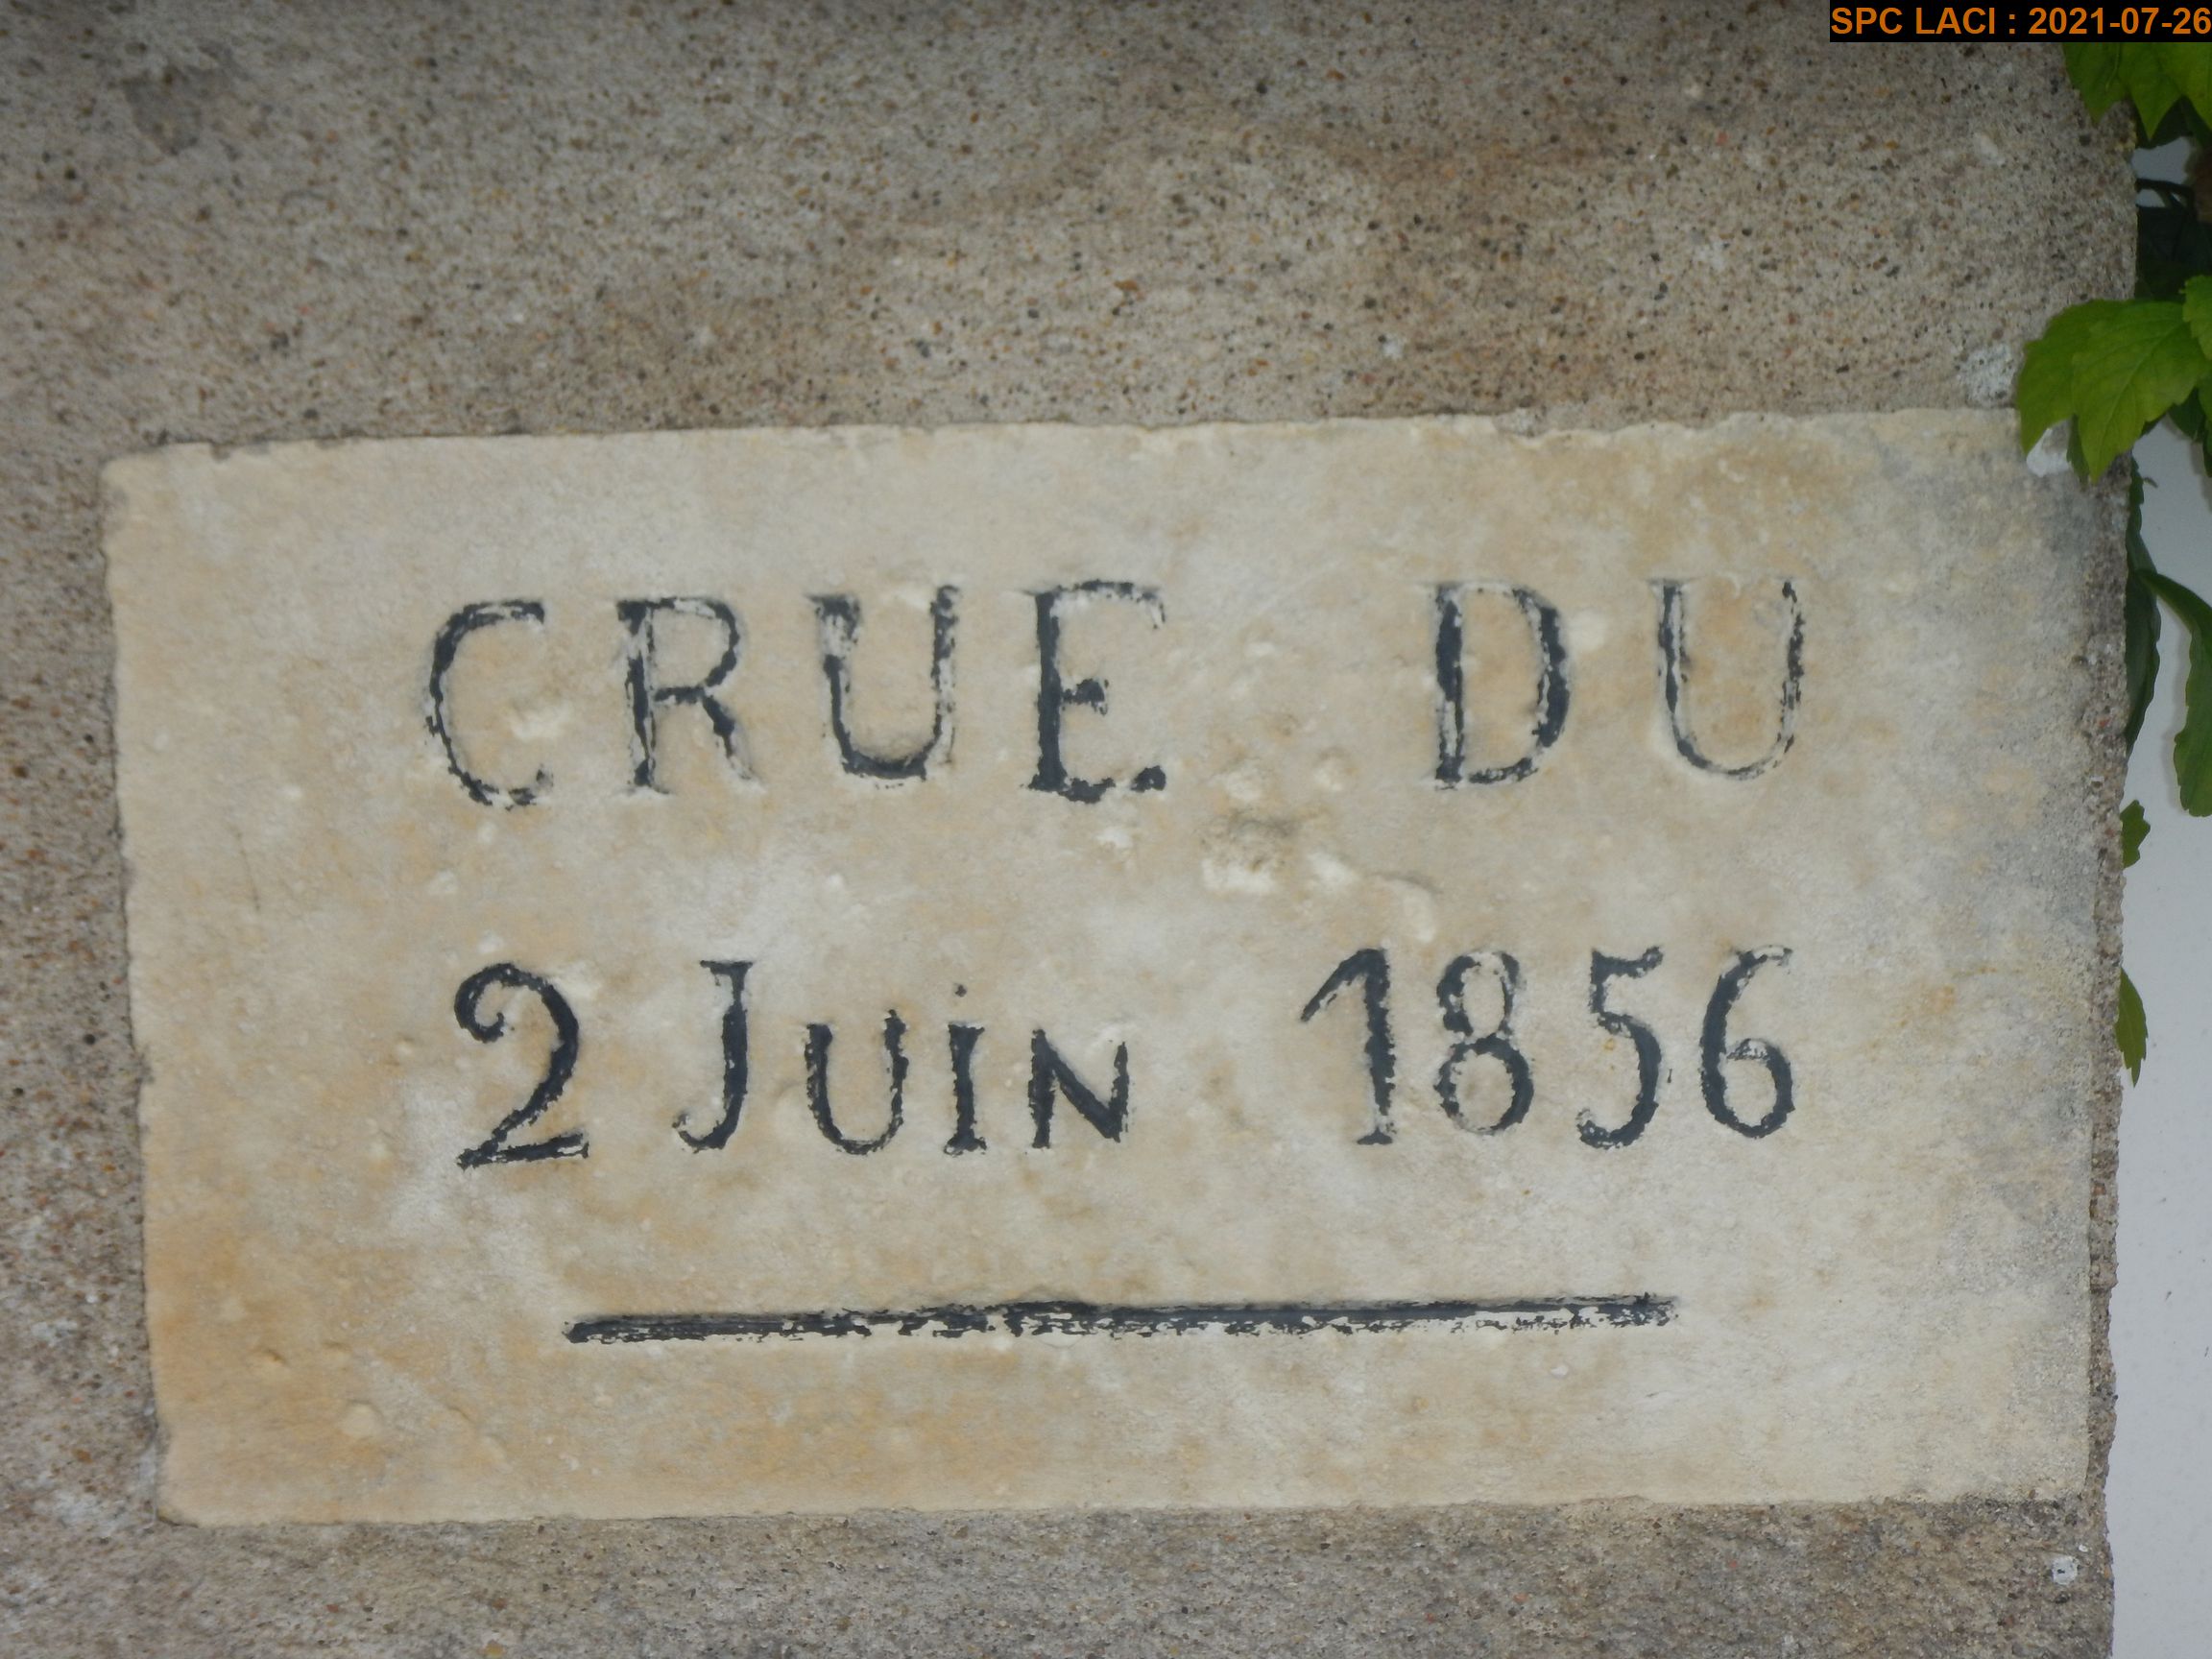 SPC LACI : 2021-07-26
CRUE DU
2 Juin 1856